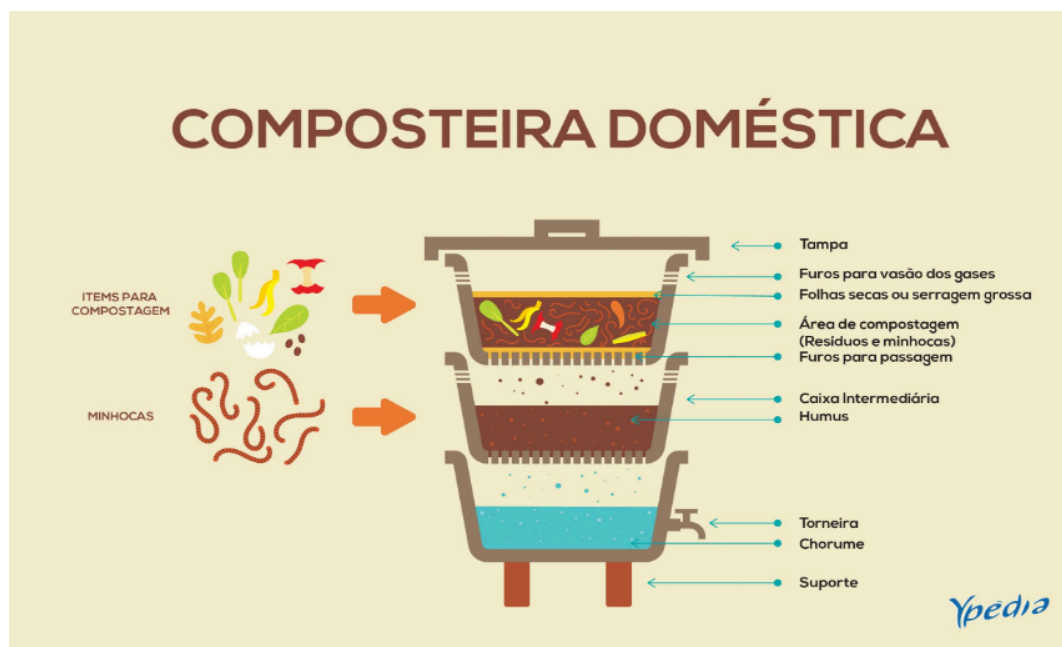 COMPOSTEIRA DOMÉSTICA
ITEMS PARA
COMPOSTAGEM
MINHOCAS
Tampa
Furos para vasão dos gases
Folhas secas ou serragem grossa
Área de compostagem
(Resíduos e minhocas)
Furos para passagem
Caixa Intermediária
Humus
Torneira
Chorume
Suporte
Ypédia